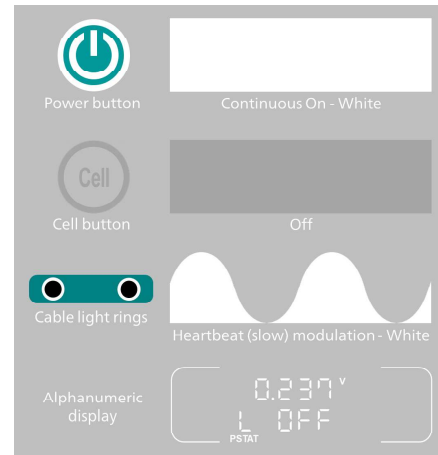 Power button
Continuous On - White
Cell
Cell button
Off
Cable light rings
Heartbeat (slow) modulation - White
Alphanumeric
display
0.237 V
L OFF
PSTAT